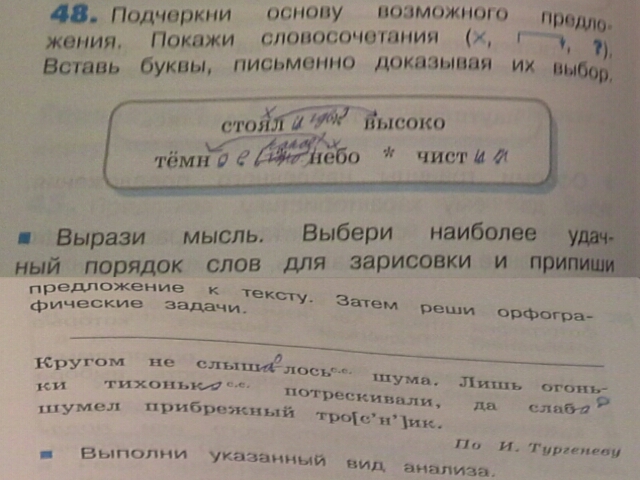 48. Подчеркни основу возможного предло-
жения. Покажи словосочетания (×, , ?).
Вставь буквы, письменно доказывая их выбор.
стоял и где? * высоко
тёмн о е небо * чист
Вырази мысль. Выбери наиболее удач-
ный порядок слов для зарисовки и припиши
предложение к тексту. Затем реши орфогра-
фические задачи.
Кругом не слыша лось с.с. шума. Лишь огонь-
ки тихонько с.с. потрескивали, да слабо
шумел прибрежный тро[с'н']ик.
По И. Тургеневу
Выполни указанный вид анализа.